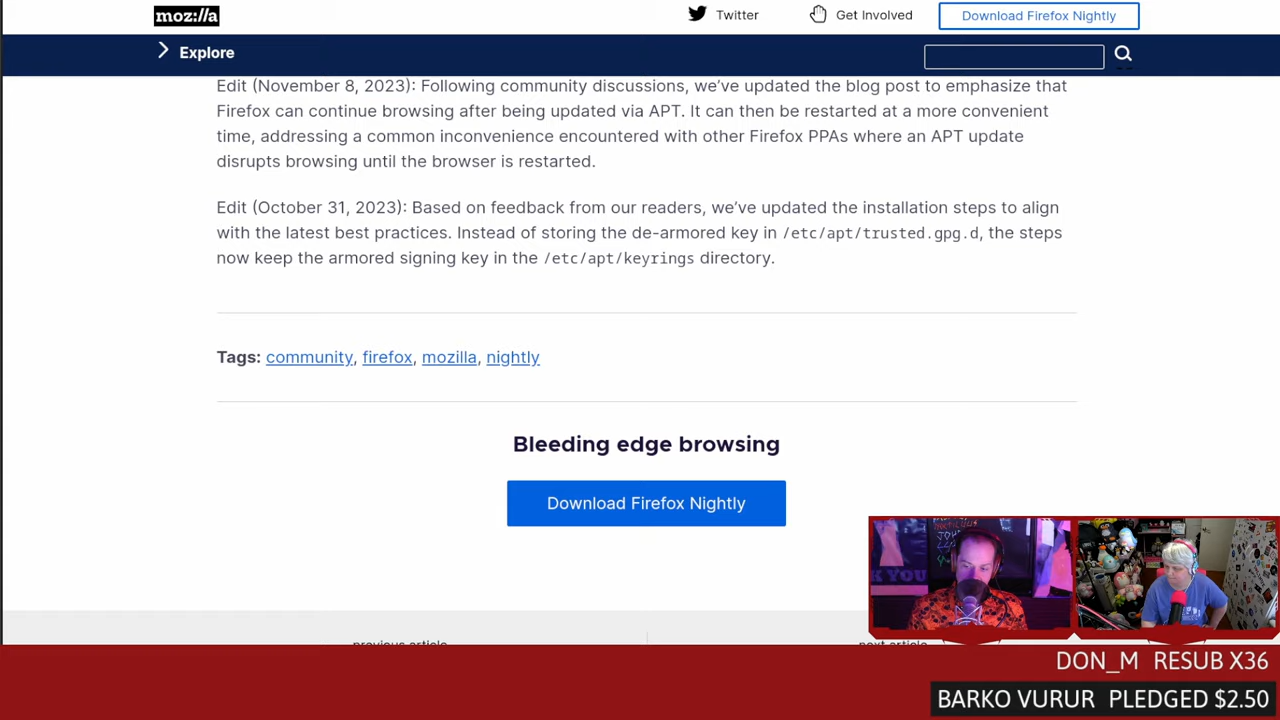 moz://a
Twitter
Get Involved
Download Firefox Nightly
Explore
Edit (November 8, 2023): Following community discussions, we’ve updated the blog post to emphasize that
Firefox can continue browsing after being updated via APT. It can then be restarted at a more convenient
time, addressing a common inconvenience encountered with other Firefox PPAs where an APT update
disrupts browsing until the browser is restarted.
Edit (October 31, 2023): Based on feedback from our readers, we’ve updated the installation steps to align
with the latest best practices. Instead of storing the de-armored key in /etc/apt/trusted.gpg.d, the steps
now keep the armored signing key in the /etc/apt/keyrings directory.
Tags: community, firefox, mozilla, nightly
Bleeding edge browsing
Download Firefox Nightly
previous article
next article
DON_M RESUB X36
BARKO VURUR PLEDGED $2.50